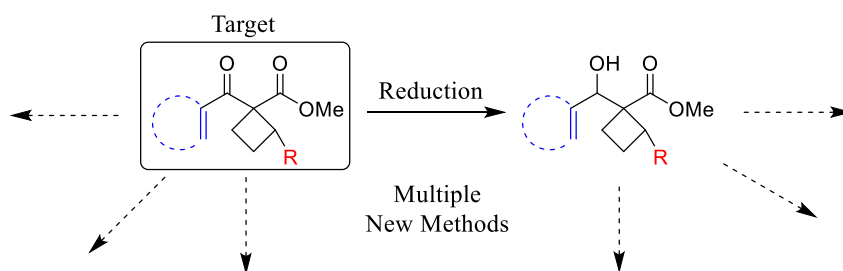 Target
O
O
OMe
R
Reduction
OH
O
OMe
R
Multiple
New Methods